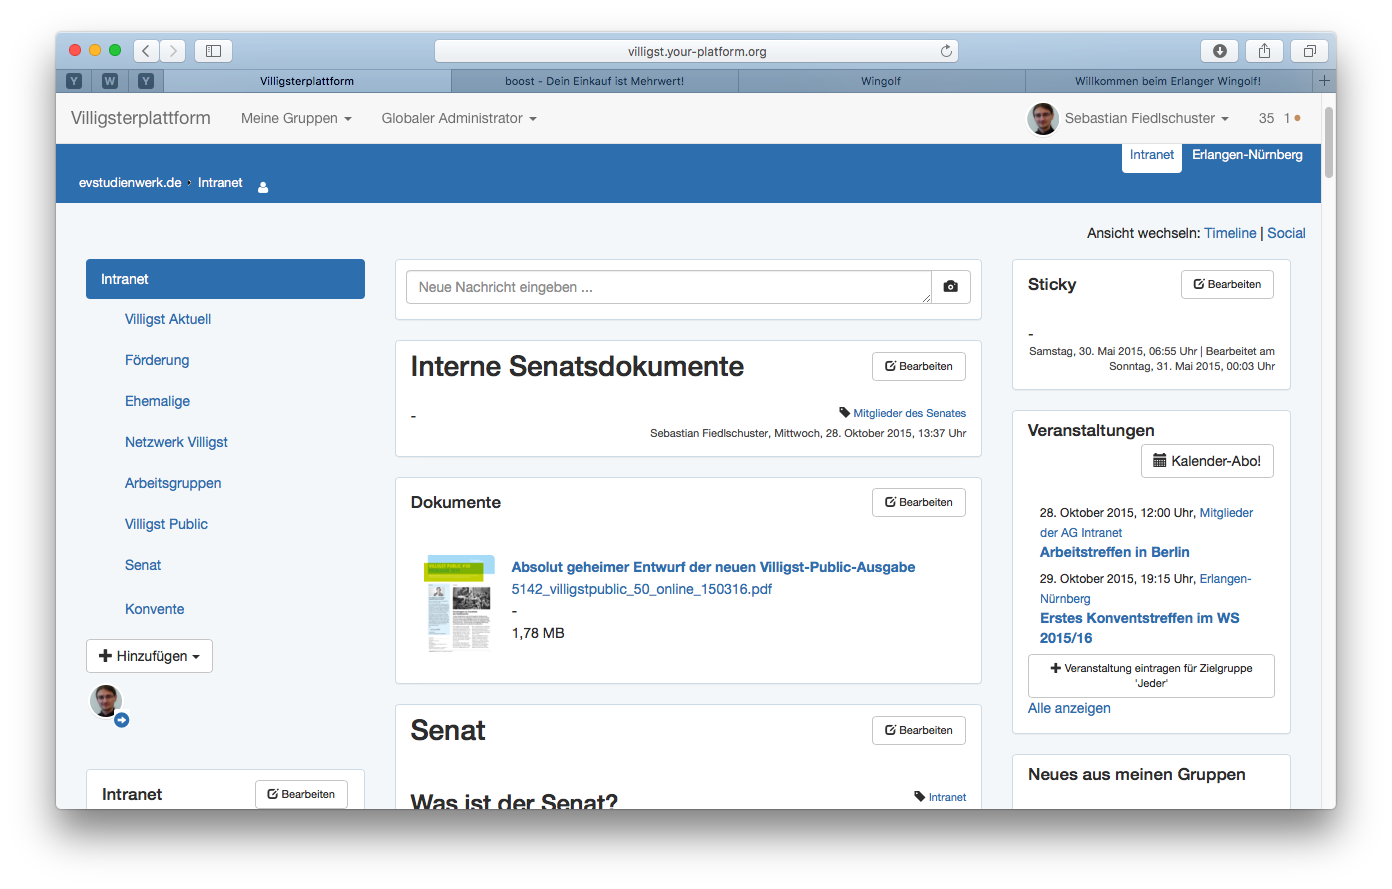 villigst.your-platform.org
Y
W
Y
Villigsterplattform
boost - Dein Einkauf ist Mehrwert!
Wingolf
Willkommen beim Erlanger Wingolf!
Villigsterplattform
Meine Gruppen
Globaler Administrator
Sebastian Fiedlschuster
35
1
Intranet
Erlangen-Nürnberg
evstudienwerk.de › Intranet
Ansicht wechseln: Timeline | Social
Intranet
Villigst Aktuell
Förderung
Ehemalige
Netzwerk Villigst
Arbeitsgruppen
Villigst Public
Senat
Konvente
Hinzufügen
Intranet
Bearbeiten
Neue Nachricht eingeben ...
Interne Senatsdokumente
Bearbeiten
-
Mitglieder des Senates
Sebastian Fiedlschuster, Mittwoch, 28. Oktober 2015, 13:37 Uhr
Dokumente
Bearbeiten
Absolut geheimer Entwurf der neuen Villigst-Public-Ausgabe
5142_villigstpublic_50_online_150316.pdf
-
1,78 MB
Senat
Bearbeiten
Was ist der Senat?
Intranet
Sticky
Bearbeiten
-
Samstag, 30. Mai 2015, 06:55 Uhr | Bearbeitet am
Sonntag, 31. Mai 2015, 00:03 Uhr
Veranstaltungen
Kalender-Abo!
28. Oktober 2015, 12:00 Uhr, Mitglieder
der AG Intranet
Arbeitstreffen in Berlin
29. Oktober 2015, 19:15 Uhr, Erlangen-
Nürnberg
Erstes Konventstreffen im WS
2015/16
Veranstaltung eintragen für Zielgruppe
'Jeder'
Alle anzeigen
Neues aus meinen Gruppen